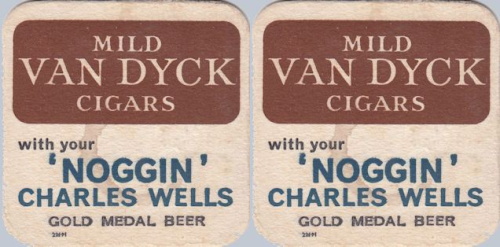 MILD
VAN DYCK
CIGARS
with your
'NOGGIN'
CHARLES WELLS
GOLD MEDAL BEER
MILD
VAN DYCK
CIGARS
with your
'NOGGIN'
CHARLES WELLS
GOLD MEDAL BEER